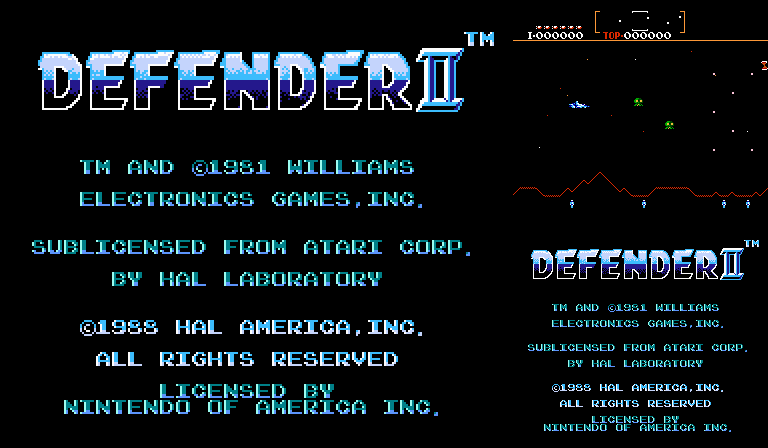 DEFENDER II TM
TM AND ©1981 WILLIAMS
ELECTRONICS GAMES,INC.
SUBLICENSED FROM ATARI CORP.
BY HAL LABORATORY
©1988 HAL AMERICA,INC.
ALL RIGHTS RESERVED
LICENSED BY
NINTENDO OF AMERICA INC.
I-000000 TOP-000000
DEFENDER II TM
TM AND ©1981 WILLIAMS
ELECTRONICS GAMES,INC.
SUBLICENSED FROM ATARI CORP.
BY HAL LABORATORY
©1988 HAL AMERICA,INC.
ALL RIGHTS RESERVED
LICENSED BY
NINTENDO OF AMERICA INC.